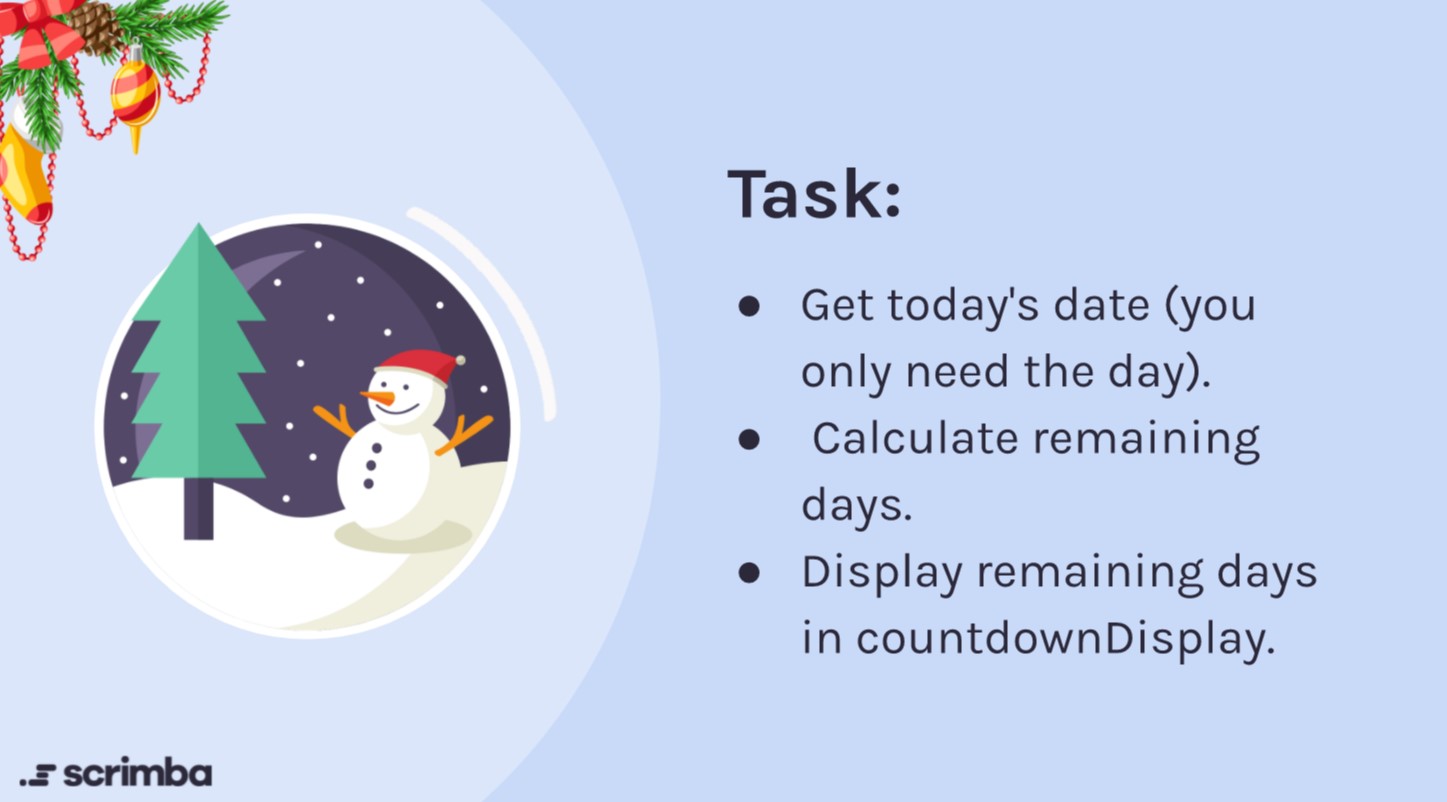 Task:
● Get today's date (you
only need the day).
● Calculate remaining
days.
● Display remaining days
in countdownDisplay.
scrimba